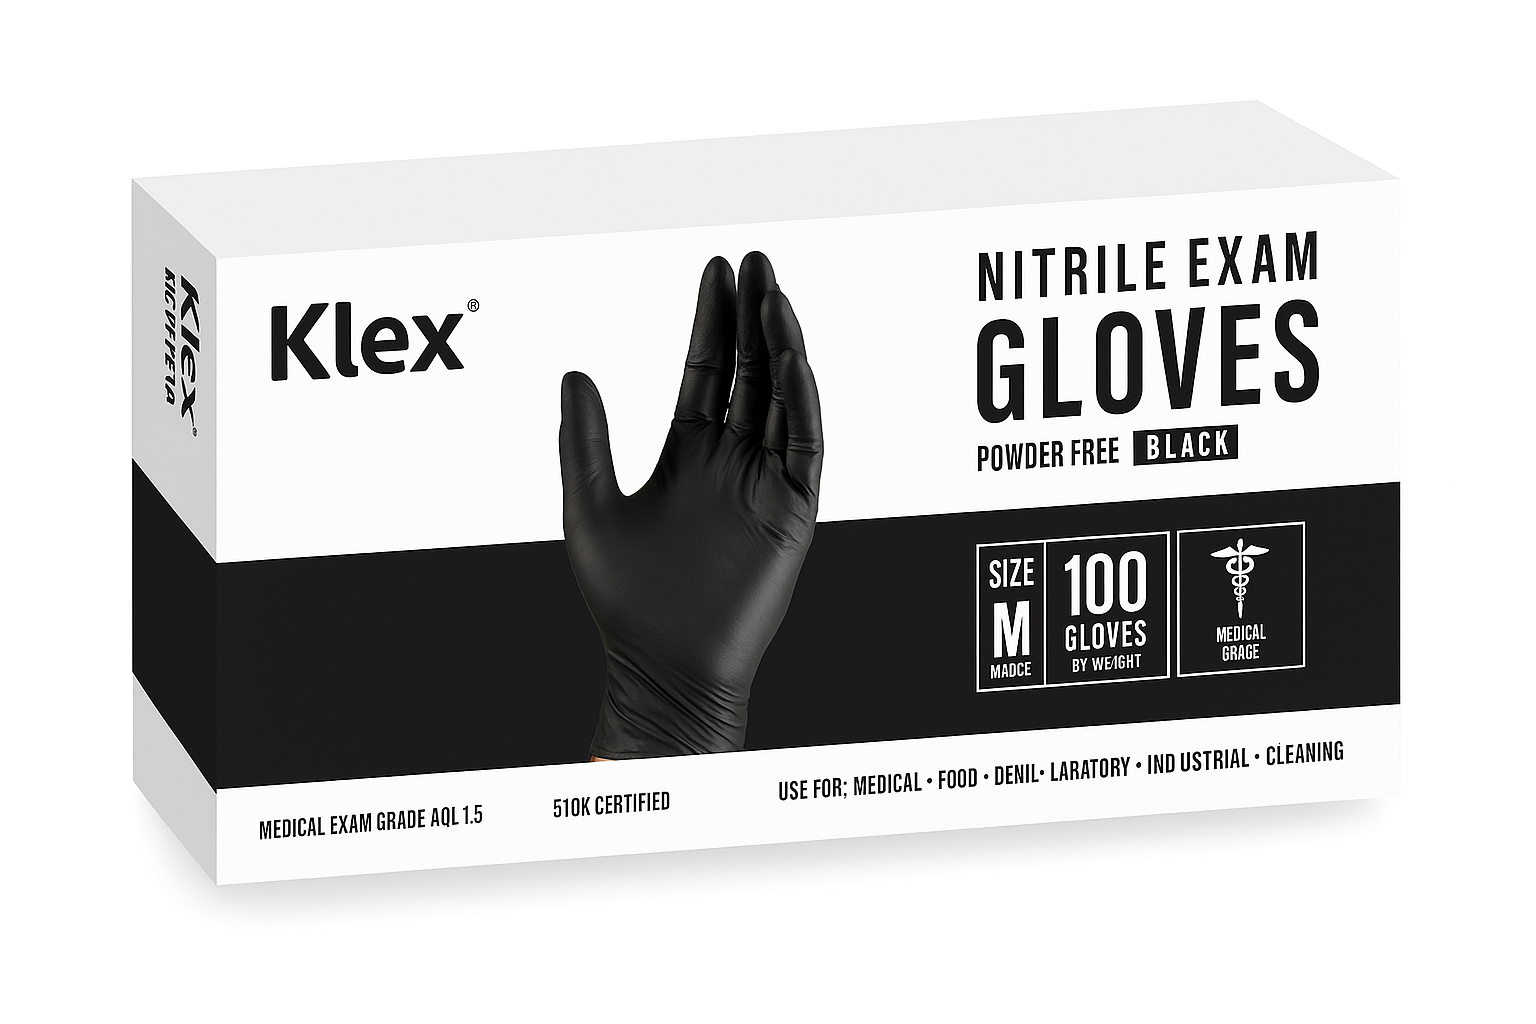 Klex®
Klex®
NITRILE EXAM
GLOVES
POWDER FREE BLACK
SIZE
M
MADCE
100
GLOVES
BY WE/IGHT
MEDICAL
GRAGE
MEDICAL EXAM GRADE AQL 1.5
510K CERTIFIED
USE FOR; MEDICAL • FOOD • DENIL• LARATORY • IND USTRIAL • CLEANING